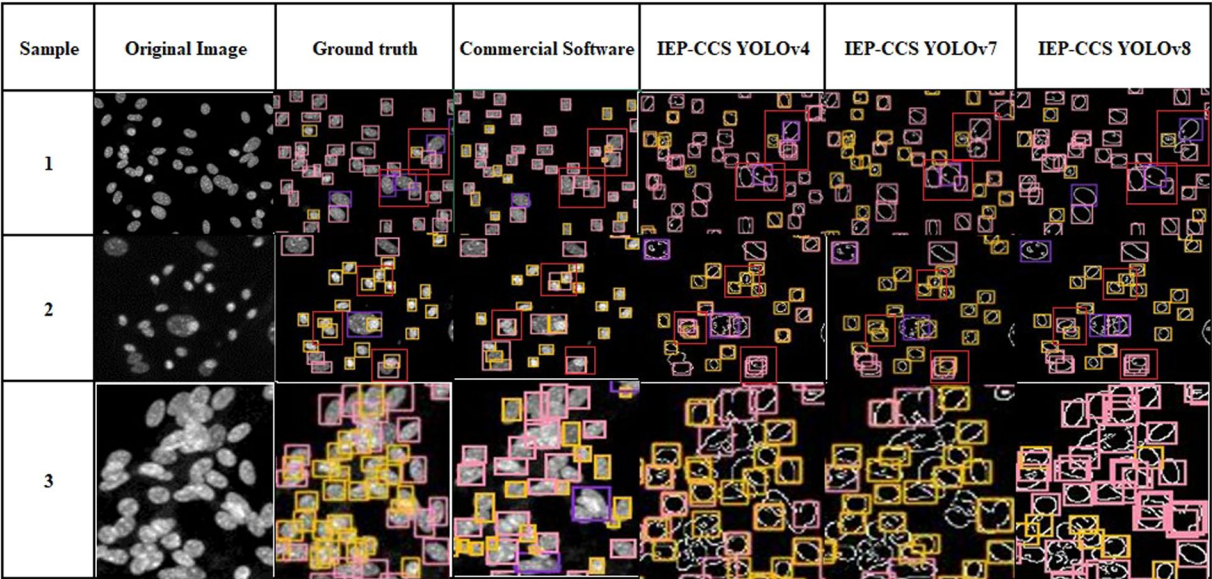 Sample Original Image Ground truth Commercial Software IEP-CCS YOLOv4 IEP-CCS YOLOv7 IEP-CCS YOLOv8
1
2
3